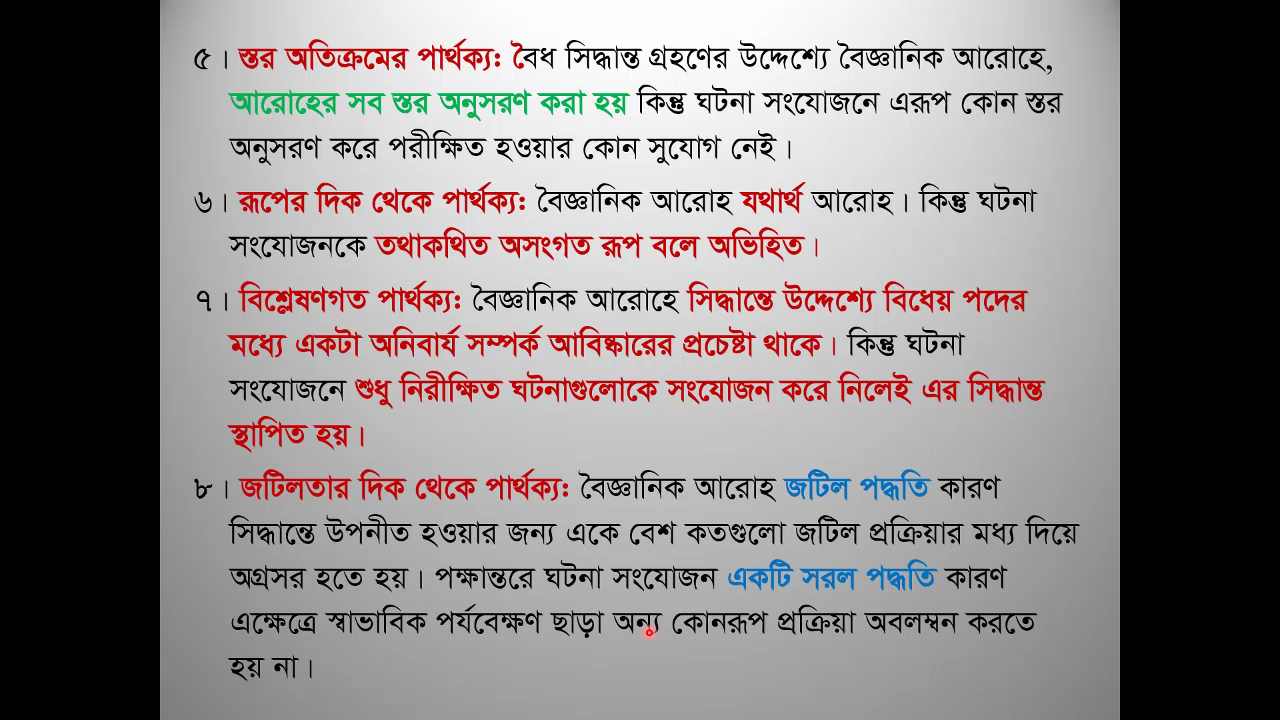 ৫। স্তর অতিক্রমের পার্থক্য: বৈধ সিদ্ধান্ত গ্রহণের উদ্দেশ্যে বৈজ্ঞানিক আরোহে,
আরোহের সব স্তর অনুসরণ করা হয় কিন্তু ঘটনা সংযোজনে এরূপ কোন স্তর
অনুসরণ করে পরীক্ষিত হওয়ার কোন সুযোগ নেই।
৬। রূপের দিক থেকে পার্থক্য: বৈজ্ঞানিক আরোহ যথার্থ আরোহ। কিন্তু ঘটনা
সংযোজনকে তথাকথিত অসংগত রূপ বলে অভিহিত।
৭। বিশ্লেষণগত পার্থক্য: বৈজ্ঞানিক আরোহে সিদ্ধান্তে উদ্দেশ্যে বিধেয় পদের
মধ্যে একটা অনিবার্য সম্পর্ক আবিষ্কারের প্রচেষ্টা থাকে। কিন্তু ঘটনা
সংযোজনে শুধু নিরীক্ষিত ঘটনাগুলোকে সংযোজন করে নিলেই এর সিদ্ধান্ত
স্থাপিত হয়।
৮। জটিলতার দিক থেকে পার্থক্য: বৈজ্ঞানিক আরোহ জটিল পদ্ধতি কারণ
সিদ্ধান্তে উপনীত হওয়ার জন্য একে বেশ কতগুলো জটিল প্রক্রিয়ার মধ্য দিয়ে
অগ্রসর হতে হয়। পক্ষান্তরে ঘটনা সংযোজন একটি সরল পদ্ধতি কারণ
এক্ষেত্রে স্বাভাবিক পর্যবেক্ষণ ছাড়া অন্য কোনরূপ প্রক্রিয়া অবলম্বন করতে
হয় না।